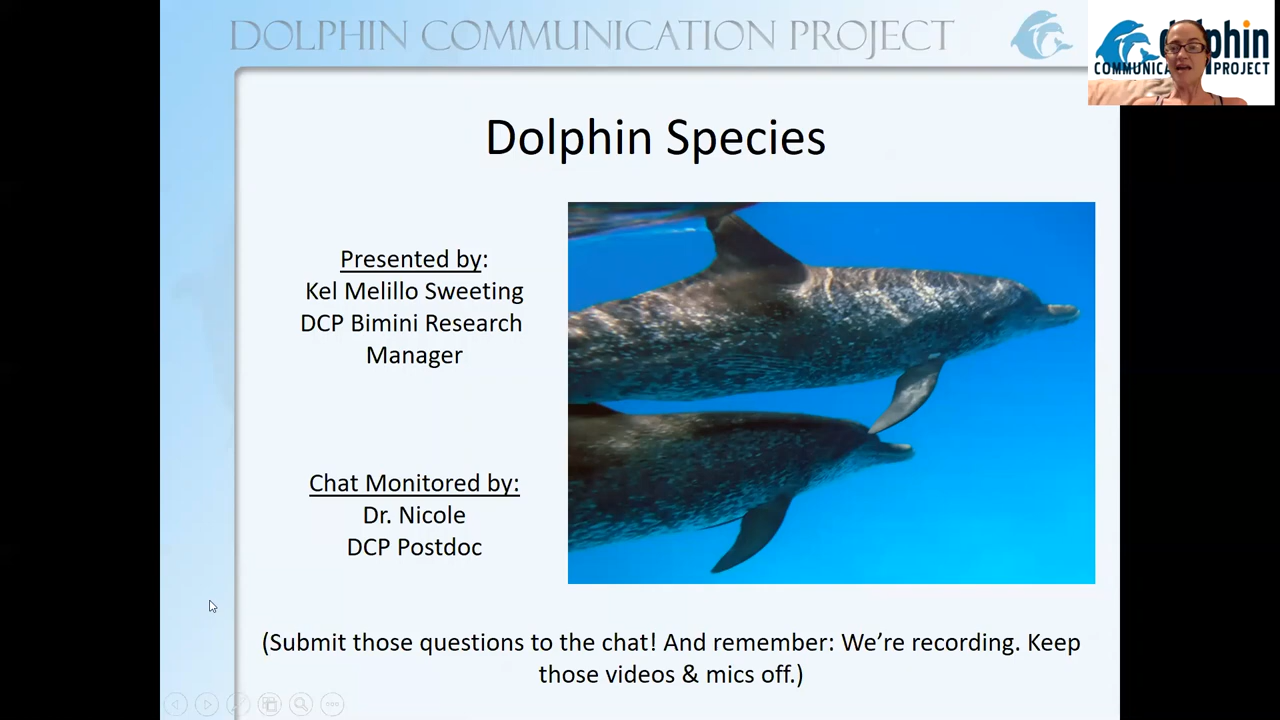 DOLPHIN COMMUNICATION PROJECT
Dolphin Species
Presented by:
Kel Melillo Sweeting
DCP Bimini Research
Manager
Chat Monitored by:
Dr. Nicole
DCP Postdoc
(Submit those questions to the chat! And remember: We’re recording. Keep
those videos & mics off.)
PROJECT